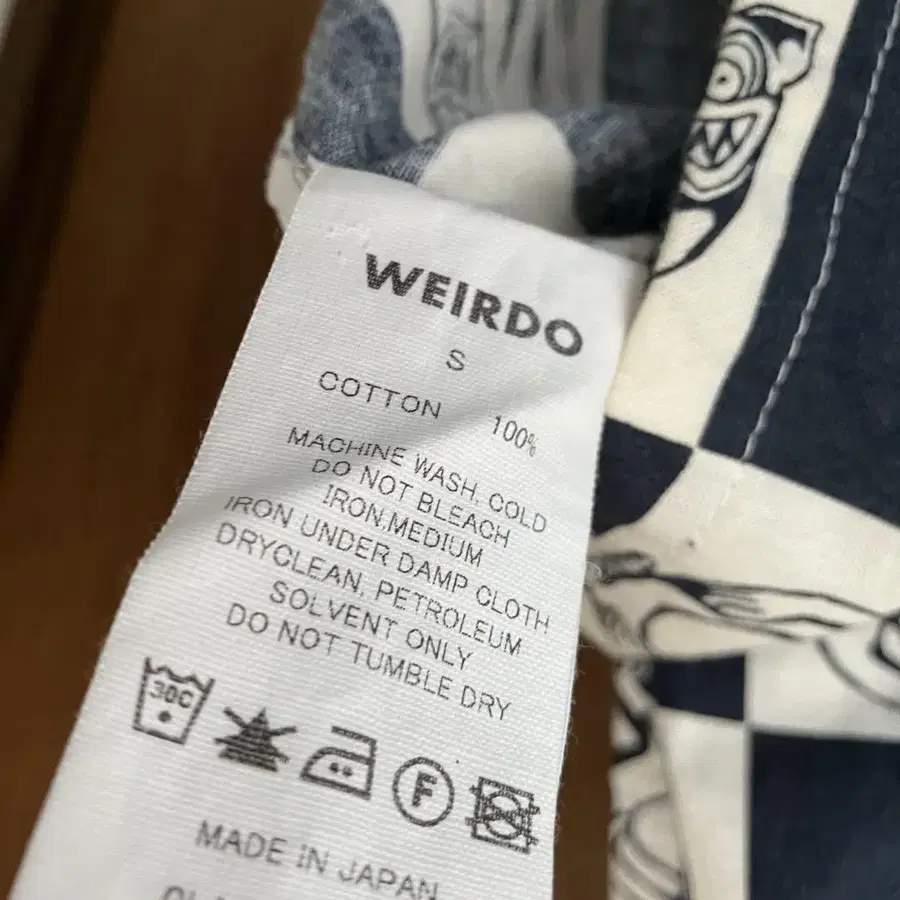 WEIRDO
S
COTTON 100%
MACHINE WASH, COLD
DO NOT BLEACH
IRON,MEDIUM
IRON UNDER DAMP CLOTH
DRYCLEAN, PETROLEUM
SOLVENT ONLY
DO NOT TUMBLE DRY
30C
F
MADE IN JAPAN